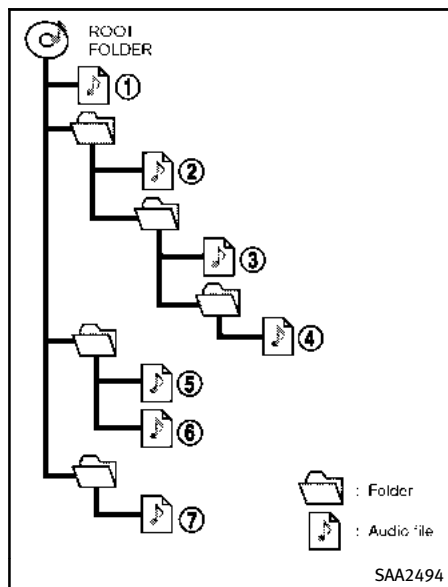 ROOT
FOLDER
1
2
3
4
5
6
7
: Folder
: Audio file
SAA2494